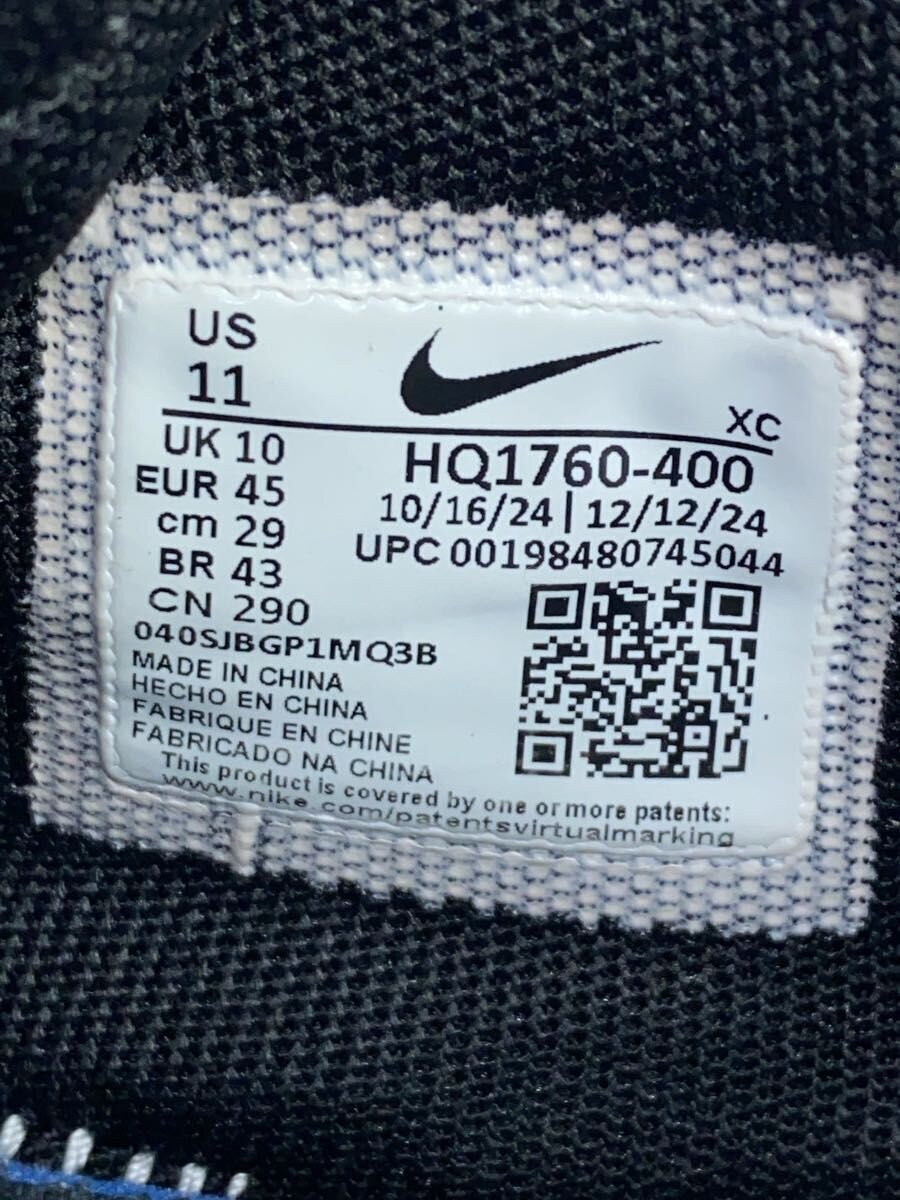 US
11
XC
UK 10
EUR 45
cm 29
BR 43
CN 290
HQ1760-400
10/16/24 | 12/12/24
UPC 00198480745044
040SJBGP1MQ3B
MADE IN CHINA
HECHO EN CHINA
FABRIQUE EN CHINE
FABRICADO NA CHINA
This product is covered by one or more patents:
www.nike.com/patentsvirtualmarking